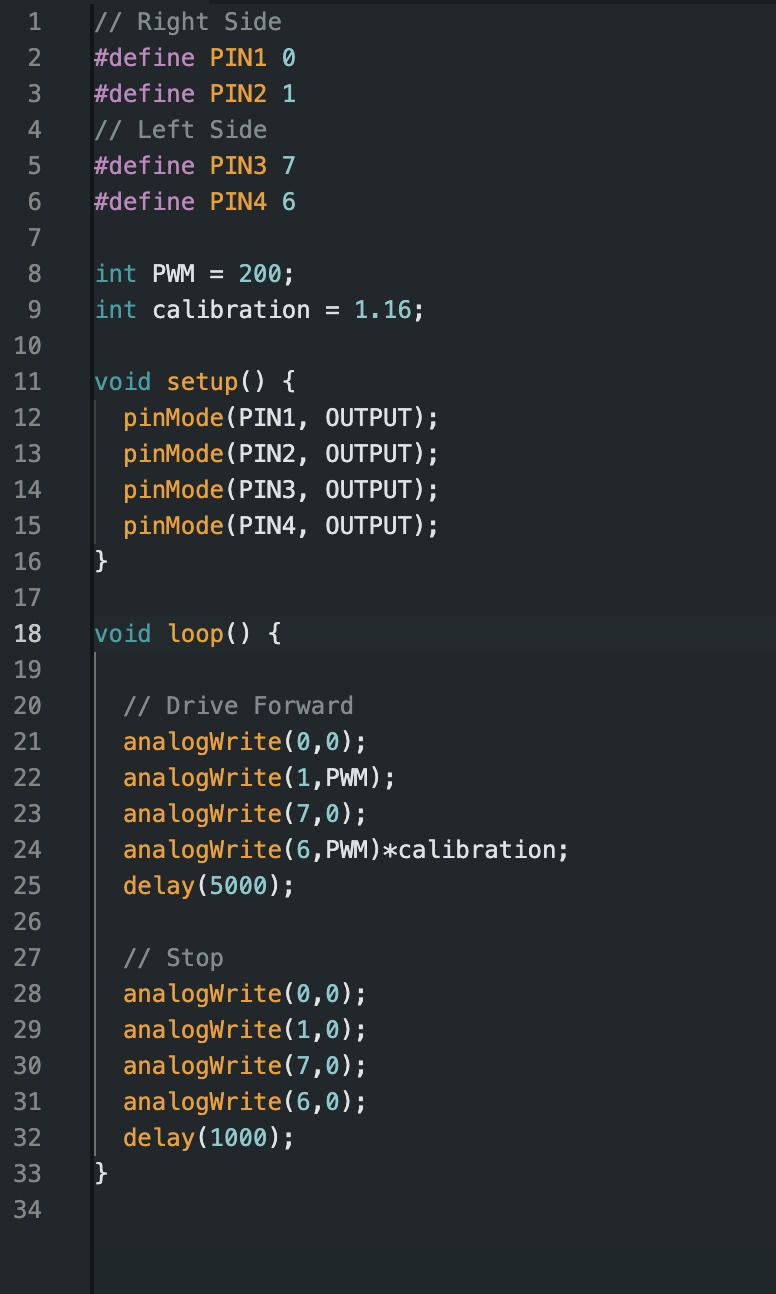 1 // Right Side
2 #define PIN1 0
3 #define PIN2 1
4 // Left Side
5 #define PIN3 7
6 #define PIN4 6
7
8 int PWM = 200;
9 int calibration = 1.16;
10
11 void setup() {
12   pinMode(PIN1, OUTPUT);
13   pinMode(PIN2, OUTPUT);
14   pinMode(PIN3, OUTPUT);
15   pinMode(PIN4, OUTPUT);
16 }
17
18 void loop() {
19
20   // Drive Forward
21   analogWrite(0,0);
22   analogWrite(1,PWM);
23   analogWrite(7,0);
24   analogWrite(6,PWM)*calibration;
25   delay(5000);
26
27   // Stop
28   analogWrite(0,0);
29   analogWrite(1,0);
30   analogWrite(7,0);
31   analogWrite(6,0);
32   delay(1000);
33 }
34